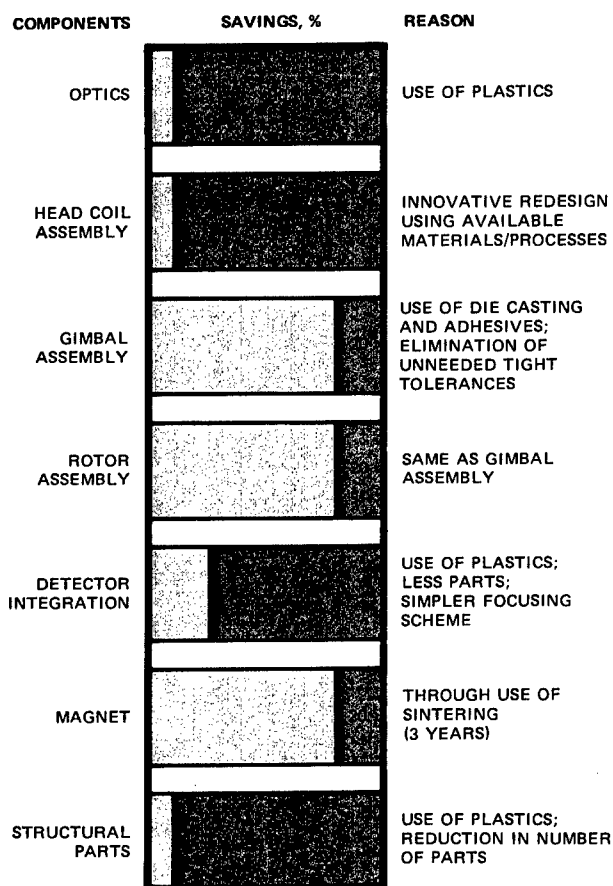 COMPONENTS SAVINGS, % REASON
OPTICS USE OF PLASTICS
HEAD COIL
ASSEMBLY
INNOVATIVE REDESIGN
USING AVAILABLE
MATERIALS/PROCESSES
GIMBAL
ASSEMBLY
USE OF DIE CASTING
AND ADHESIVES;
ELIMINATION OF
UNNEEDED TIGHT
TOLERANCES
ROTOR
ASSEMBLY
SAME AS GIMBAL
ASSEMBLY
DETECTOR
INTEGRATION
USE OF PLASTICS;
LESS PARTS;
SIMPLER FOCUSING
SCHEME
MAGNET
THROUGH USE OF
SINTERING
(3 YEARS)
STRUCTURAL
PARTS
USE OF PLASTICS;
REDUCTION IN NUMBER
OF PARTS